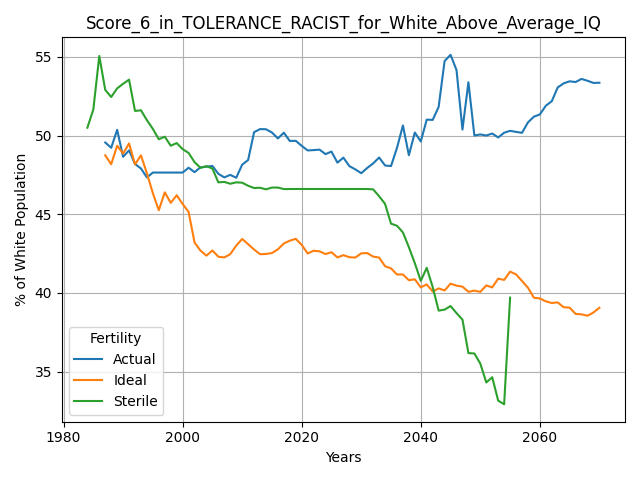 Score_6_in_TOLERANCE_RACIST_for_White_Above_Average_IQ
% of White Population
55
50
45
40
35
Fertility
Actual
Ideal
Sterile
1980
2000
2020
2040
2060
Years